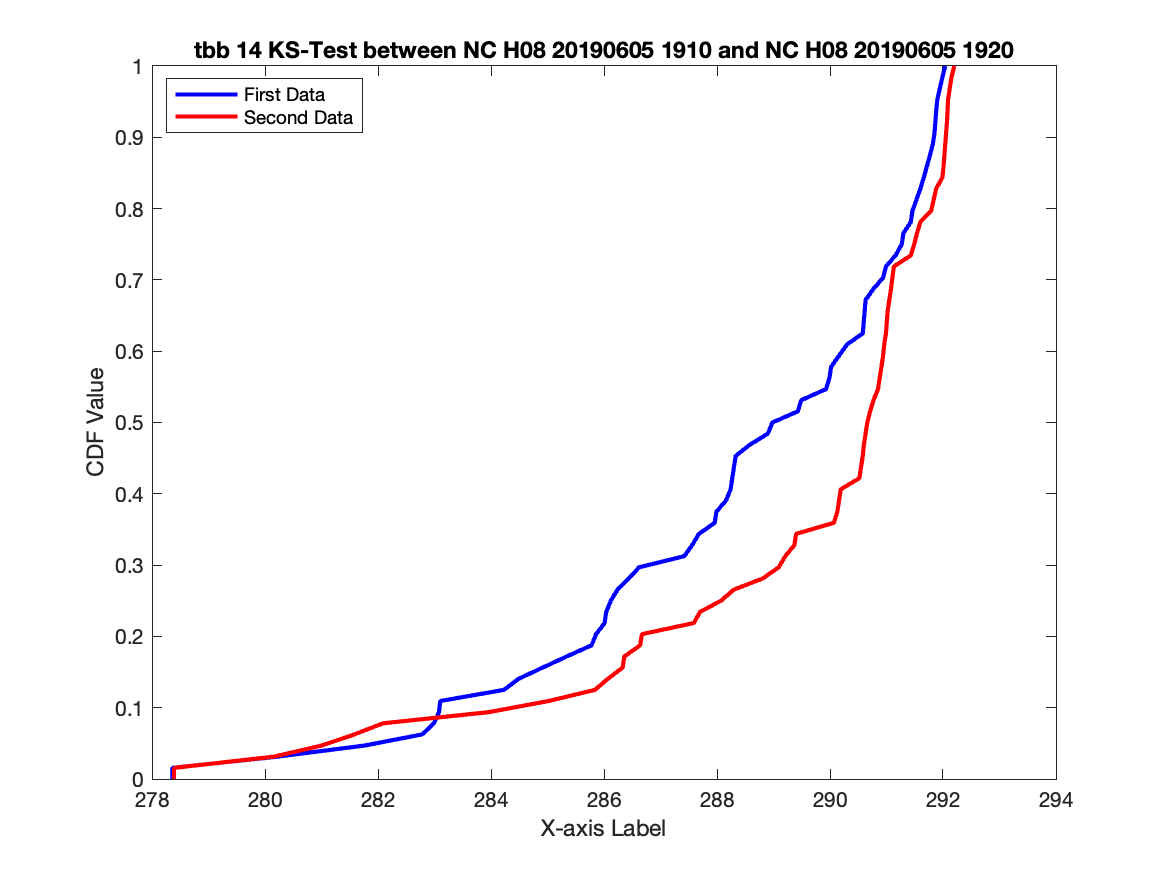 tbb 14 KS-Test between NC H08 20190605 1910 and NC H08 20190605 1920
First Data
Second Data
1
0.9
0.8
0.7
0.6
0.5
0.4
0.3
0.2
0.1
0
CDF Value
278 280 282 284 286 288 290 292 294
X-axis Label